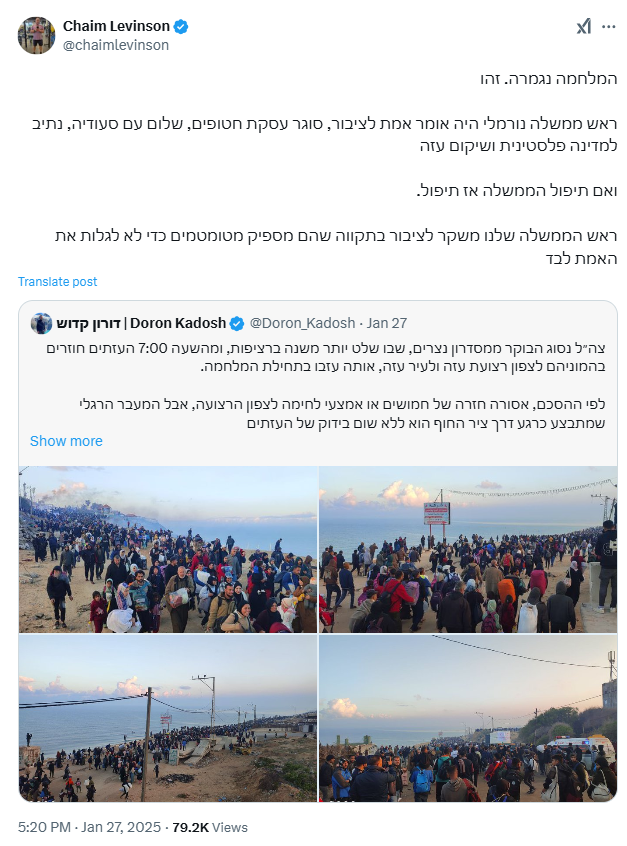 Chaim Levinson
@chaimlevinson
המלחמה נגמרה. זהו
ראש ממשלה נורמלי היה אומר אמת לציבור, סוגר עסקת חטופים, שלום עם סעודיה, נתיב
למדינה פלסטינית ושיקום עזה
ואם תיפול הממשלה אז תיפול.
ראש הממשלה שלנו משקר לציבור בתקווה שהם מספיק מטומטמים כדי לא לגלות את
האמת לבד
Translate post
דורון קדוש | Doron Kadosh @Doron_Kadosh · Jan 27
צה״ל נסוג הבוקר ממסדרון נצרים, שבו שלט יותר משנה ברציפות, ומהשעה 7:00 העזתים חוזרים
בהמוניהם לצפון רצועת עזה ולעיר עזה, אותה עזבו בתחילת המלחמה.
לפי ההסכם, אסורה חזרה של חמושים או אמצעי לחימה לצפון הרצועה, אבל המעבר הרגלי
שמתבצע כרגע דרך ציר החוף הוא ללא שום בידוק של העזתים
Show more
5:20 PM · Jan 27, 2025 · 79.2K Views